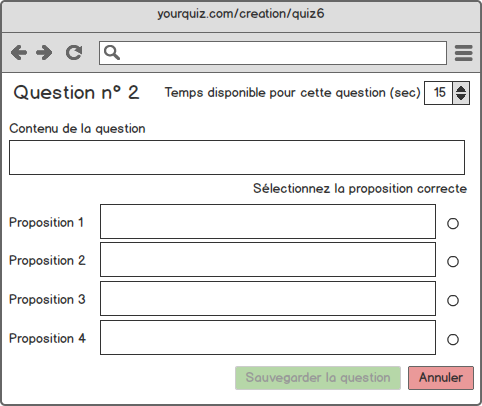 yourquiz.com/creation/quiz6
Question n° 2
Temps disponible pour cette question (sec) 15
Contenu de la question
Sélectionnez la proposition correcte
Proposition 1
Proposition 2
Proposition 3
Proposition 4
Sauvegarder la question
Annuler